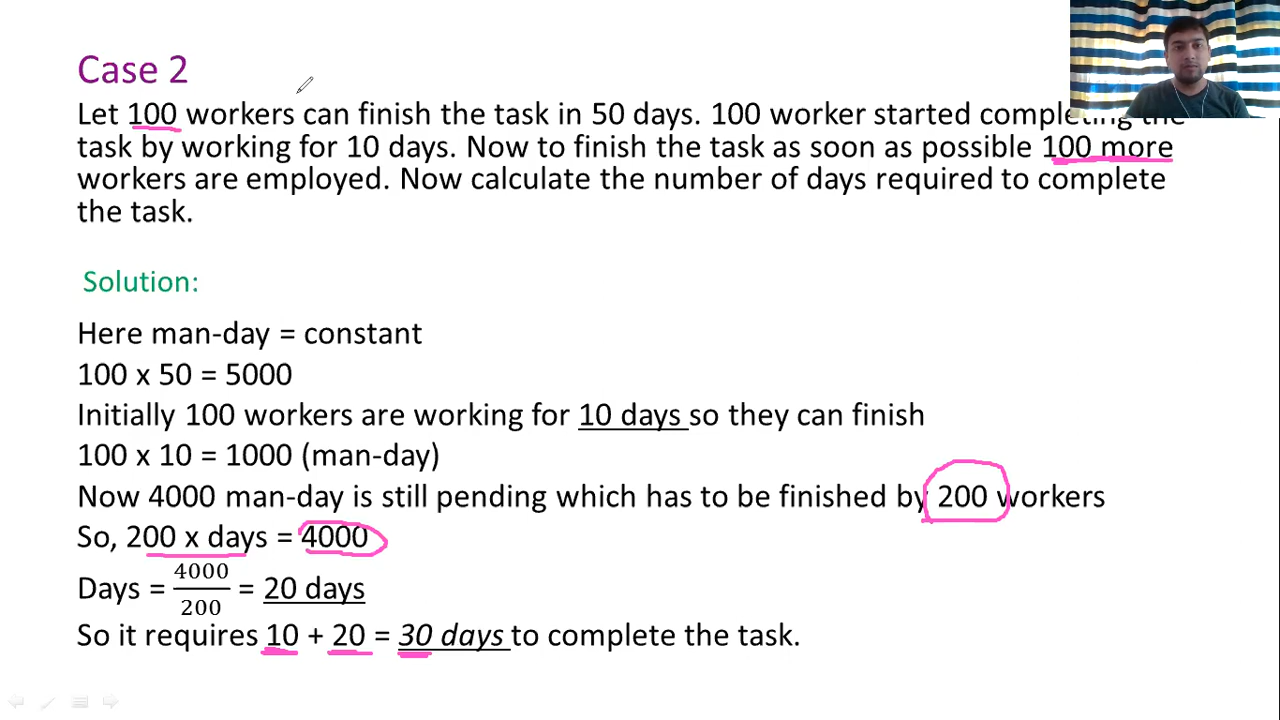 Case 2
Let 100 workers can finish the task in 50 days. 100 worker started completing the
task by working for 10 days. Now to finish the task as soon as possible 100 more
workers are employed. Now calculate the number of days required to complete
the task.
Solution:
Here man-day = constant
100 x 50 = 5000
Initially 100 workers are working for 10 days so they can finish
100 x 10 = 1000 (man-day)
Now 4000 man-day is still pending which has to be finished by 200 workers
So, 200 x days = 4000
Days = 4000/200 = 20 days
So it requires 10 + 20 = 30 days to complete the task.